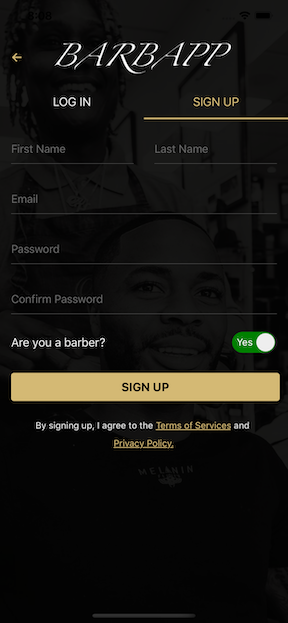 BARBAPP
LOG IN
SIGN UP
First Name
Last Name
Email
Password
Confirm Password
Are you a barber?
Yes
SIGN UP
By signing up, I agree to the Terms of Services and
Privacy Policy.
MELANIN